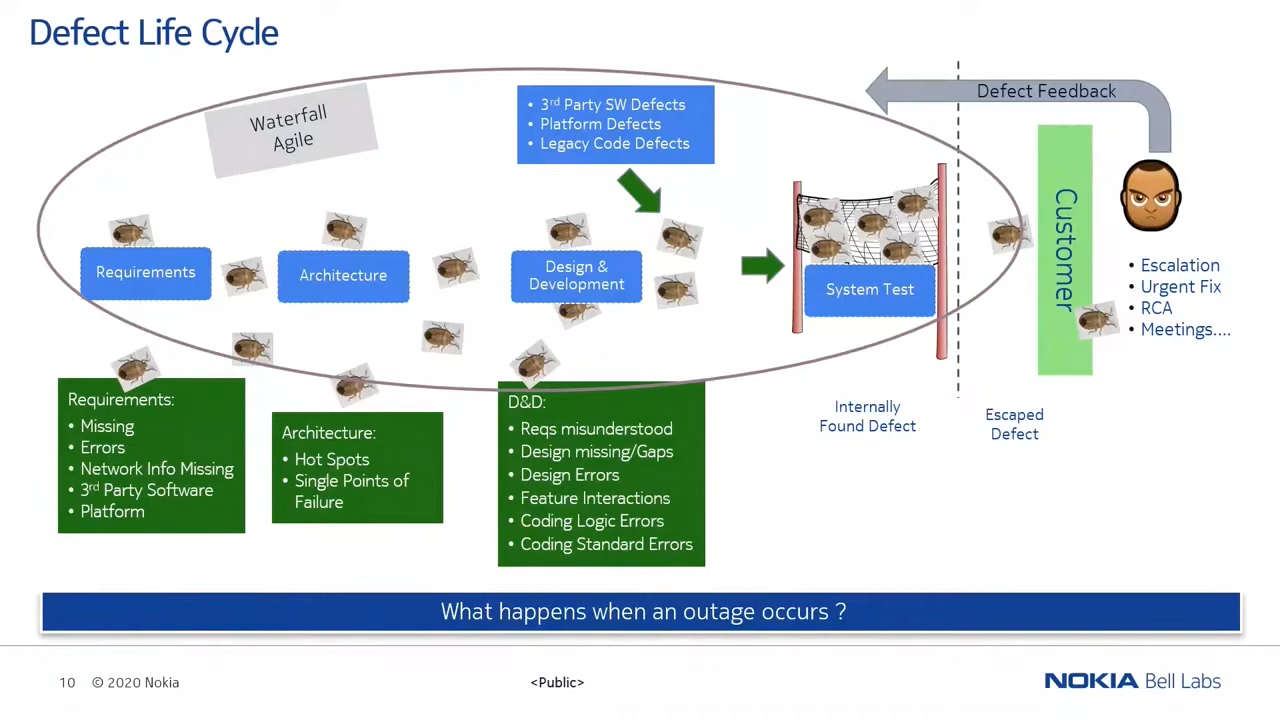 Defect Life Cycle
Waterfall
Agile
• 3rd Party SW Defects
• Platform Defects
• Legacy Code Defects
Defect Feedback
Requirements
Architecture
Design &
Development
System Test
Customer
• Escalation
• Urgent Fix
• RCA
• Meetings....
Requirements:
• Missing
• Errors
• Network Info Missing
• 3rd Party Software
• Platform
Architecture:
• Hot Spots
• Single Points of
Failure
D&D:
• Reqs misunderstood
• Design missing/Gaps
• Design Errors
• Feature Interactions
• Coding Logic Errors
• Coding Standard Errors
Internally
Found Defect
Escaped
Defect
What happens when an outage occurs ?
10 © 2020 Nokia
<Public>
NOKIA Bell Labs